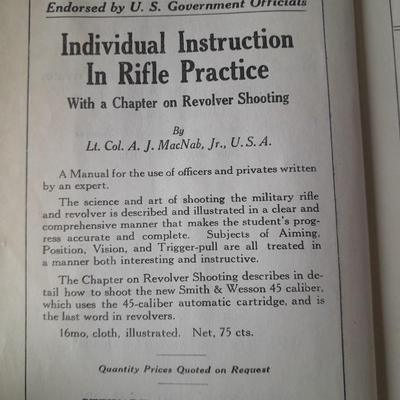 Endorsed by U. S. Government Officials
Individual Instruction
In Rifle Practice
With a Chapter on Revolver Shooting
By
Lt. Col. A. J. MacNab, Jr., U. S. A.
A Manual for the use of officers and privates written
by an expert.
The science and art of shooting the military rifle
and revolver is described and illustrated in a clear and
comprehensive manner that makes the student's prog-
ress accurate and complete. Subjects of Aiming,
Position, Vision, and Trigger-pull are all treated in
a manner both interesting and instructive.
The Chapter on Revolver Shooting describes in de-
tail how to shoot the new Smith & Wesson 45 caliber,
which uses the 45-caliber automatic cartridge, and is
the last word in revolvers.
16mo, cloth, illustrated. Net, 75 cts.
Quantity Prices Quoted on Request